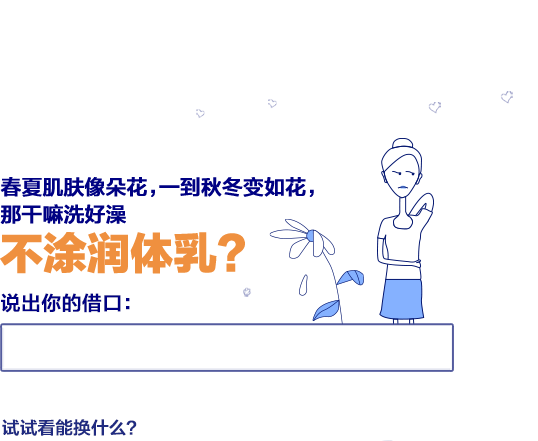 春夏肌肤像朵花，一到秋冬变如花，
那干嘛洗好澡
不涂润体乳？
说出你的借口：
试试看能换什么？